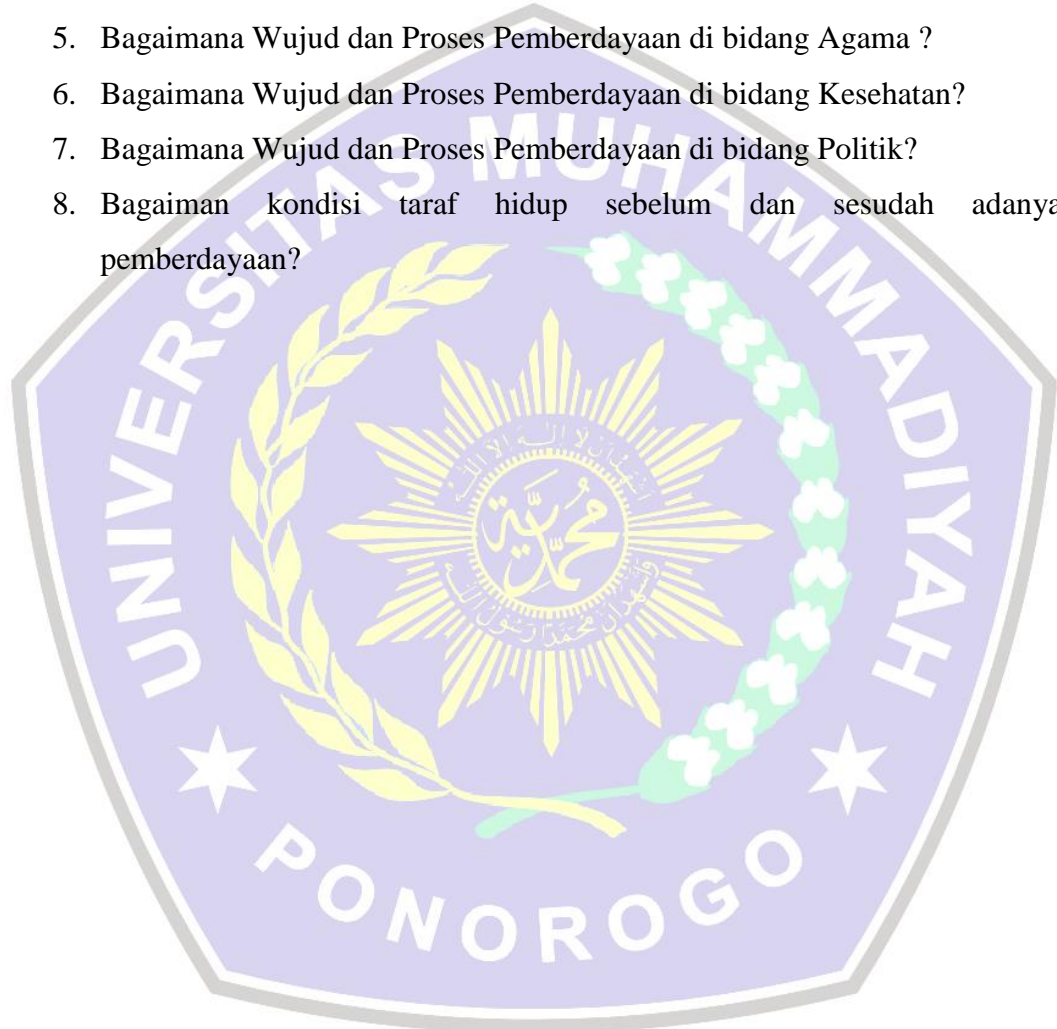 5. Bagaimana Wujud dan Proses Pemberdayaan di bidang Agama ?
6. Bagaimana Wujud dan Proses Pemberdayaan di bidang Kesehatan?
7. Bagaimana Wujud dan Proses Pemberdayaan di bidang Politik?
8. Bagaiman kondisi taraf hidup sebelum dan sesudah adanya
pemberdayaan?
UNIVERSITAS MUHAMMADIYAH
PONOROGO
محمدية